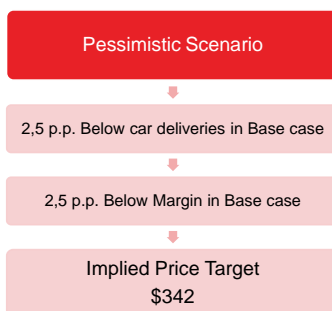 Pessimistic Scenario
2,5 p.p. Below car deliveries in Base case
2,5 p.p. Below Margin in Base case
Implied Price Target
$342